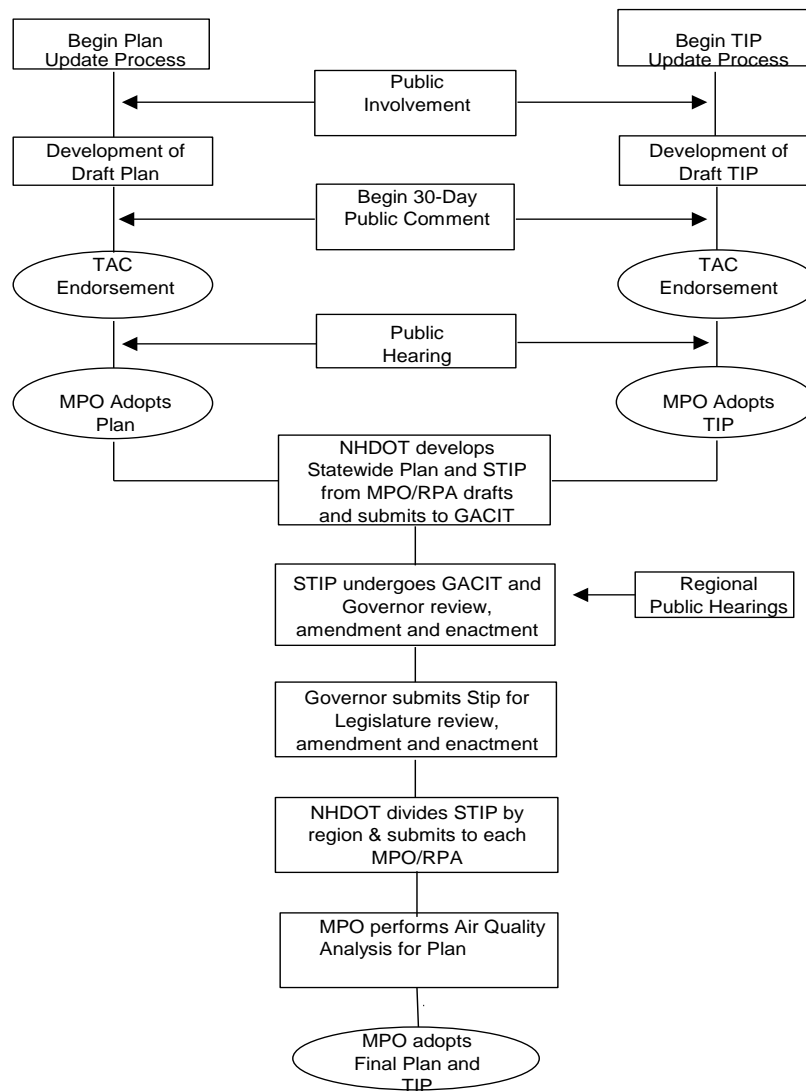 Begin Plan
Update Process
Begin TIP
Update Process
Public
Involvement
Development of
Draft Plan
Development of
Draft TIP
Begin 30-Day
Public Comment
TAC
Endorsement
TAC
Endorsement
Public
Hearing
MPO Adopts
Plan
MPO Adopts
TIP
NHDOT develops
Statewide Plan and STIP
from MPO/RPA drafts
and submits to GACIT
STIP undergoes GACIT and
Governor review,
amendment and enactment
Regional
Public Hearings
Governor submits Stip for
Legislature review,
amendment and enactment
NHDOT divides STIP by
region & submits to each
MPO/RPA
MPO performs Air Quality
Analysis for Plan
MPO adopts
Final Plan and
TIP